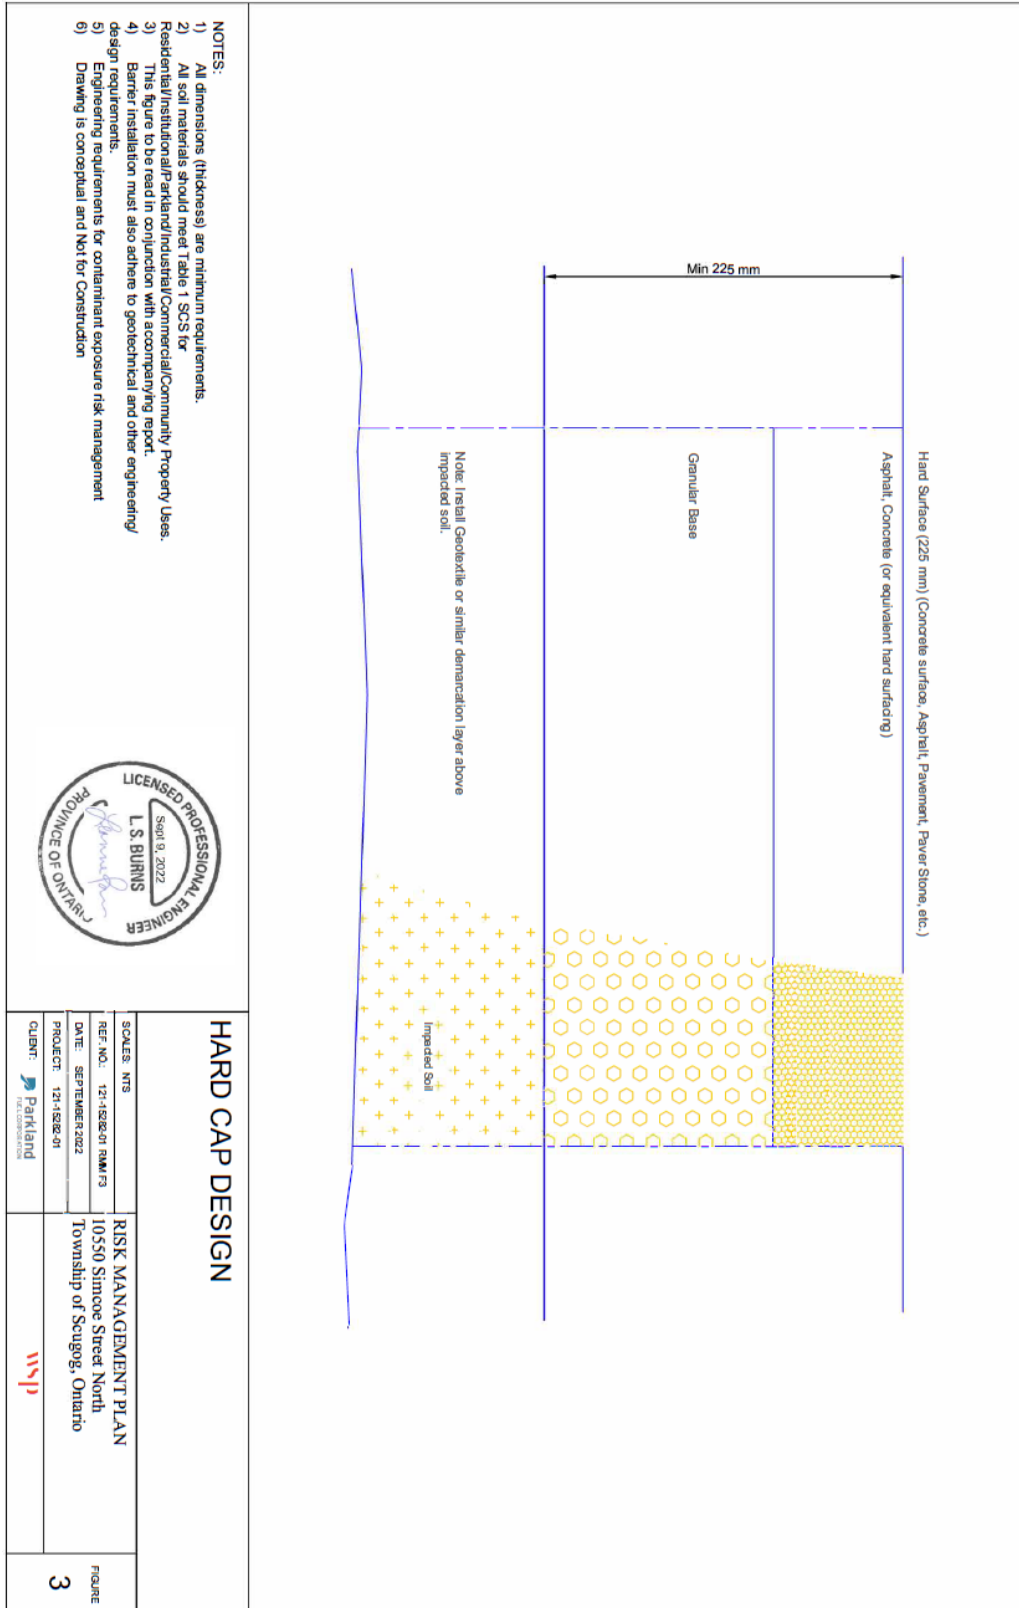 Hard Surface (225 mm) (Concrete surface, Asphalt, Pavement, Paver Stone, etc.)
Asphalt, Concrete (or equivalent hard surfacing)
Min 225 mm
Granular Base
Note: Install Geotextile or similar demarcation layer above
impacted soil.
Impacted Soil
NOTES:
1) All dimensions (thickness) are minimum requirements.
2) All soil materials should meet Table 1 SCS for
Residential/Institutional/Parkland/Industrial/Commercial/Community Property Uses.
3) This figure to be read in conjunction with accompanying report.
4) Barrier installation must also adhere to geotechnical and other engineering/
design requirements.
5) Engineering requirements for contaminant exposure risk management
6) Drawing is conceptual and Not for Construction
LICENSED PROFESSIONAL ENGINEER
Sept 9, 2022
L. S. BURNS
PROVINCE OF ONTARIO
HARD CAP DESIGN
SCALES: NTS
REF. NO.: 121-15282-01 RMM F3
DATE: SEPTEMBER 2022
PROJECT: 121-15282-01
CLIENT: Parkland
FUEL CORPORATION
RISK MANAGEMENT PLAN
10550 Simcoe Street North
Township of Scugog, Ontario
wsp
FIGURE
3